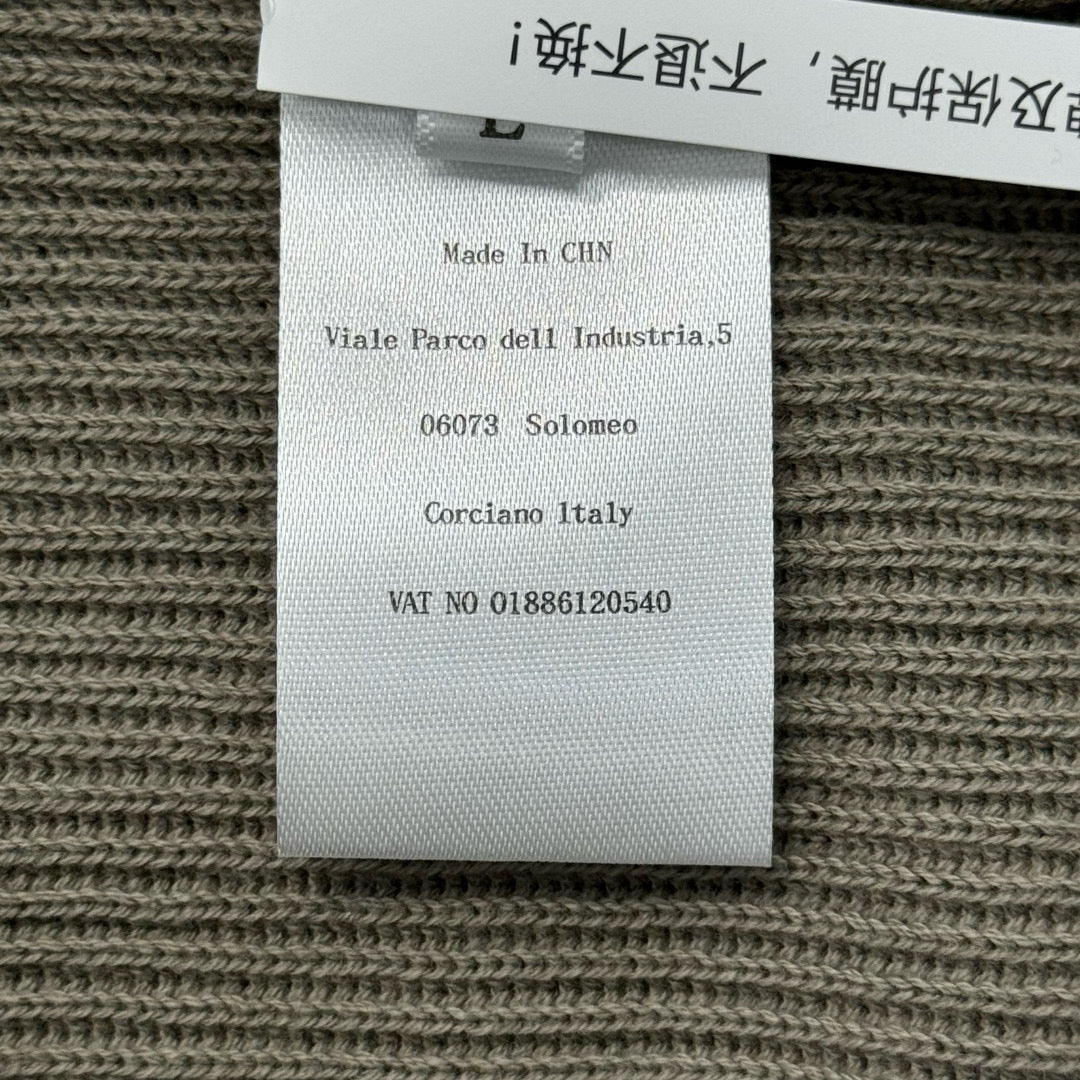 及保护膜，不退不换！
L
Made In CHN
Viale Parco dell Industria,5
06073 Solomeo
Corciano ltaly
VAT NO 01886120540